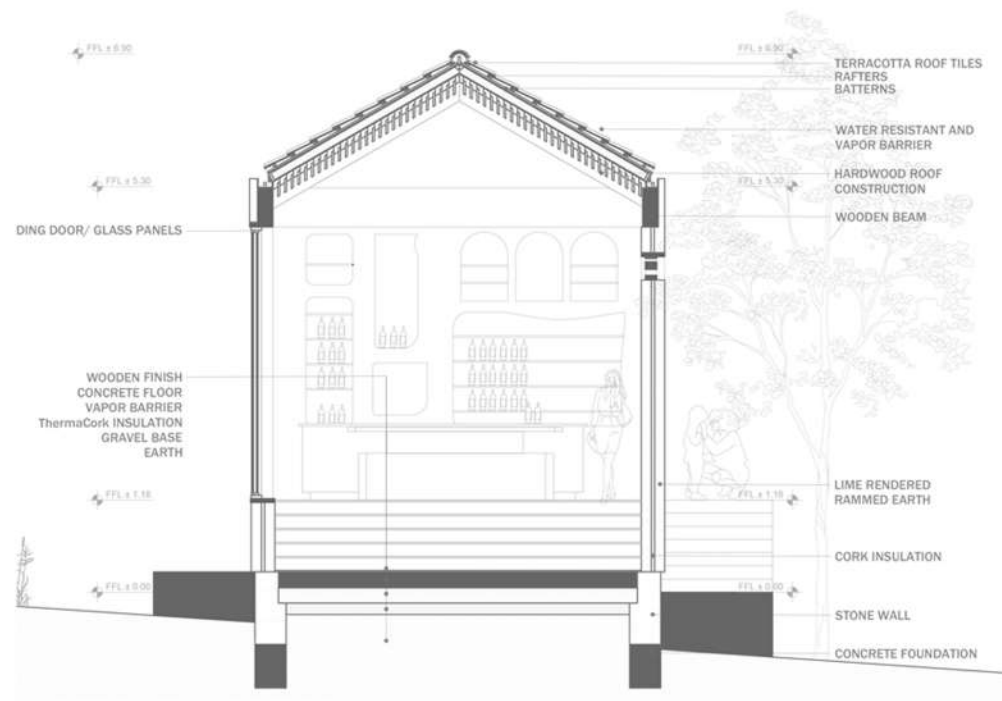 FFL ± 8.90
FFL ± 8.90
TERRACOTTA ROOF TILES
RAFTERS
BATTERNS
WATER RESISTANT AND
VAPOR BARRIER
HARDWOOD ROOF
CONSTRUCTION
FFL ± 5.30
FFL ± 5.30
WOODEN BEAM
DING DOOR/ GLASS PANELS
WOODEN FINISH
CONCRETE FLOOR
VAPOR BARRIER
ThermaCork INSULATION
GRAVEL BASE
EARTH
LIME RENDERED
RAMMED EARTH
FFL ± 1.18
FFL ± 1.18
CORK INSULATION
FFL ± 0.00
FFL ± 0.00
STONE WALL
CONCRETE FOUNDATION